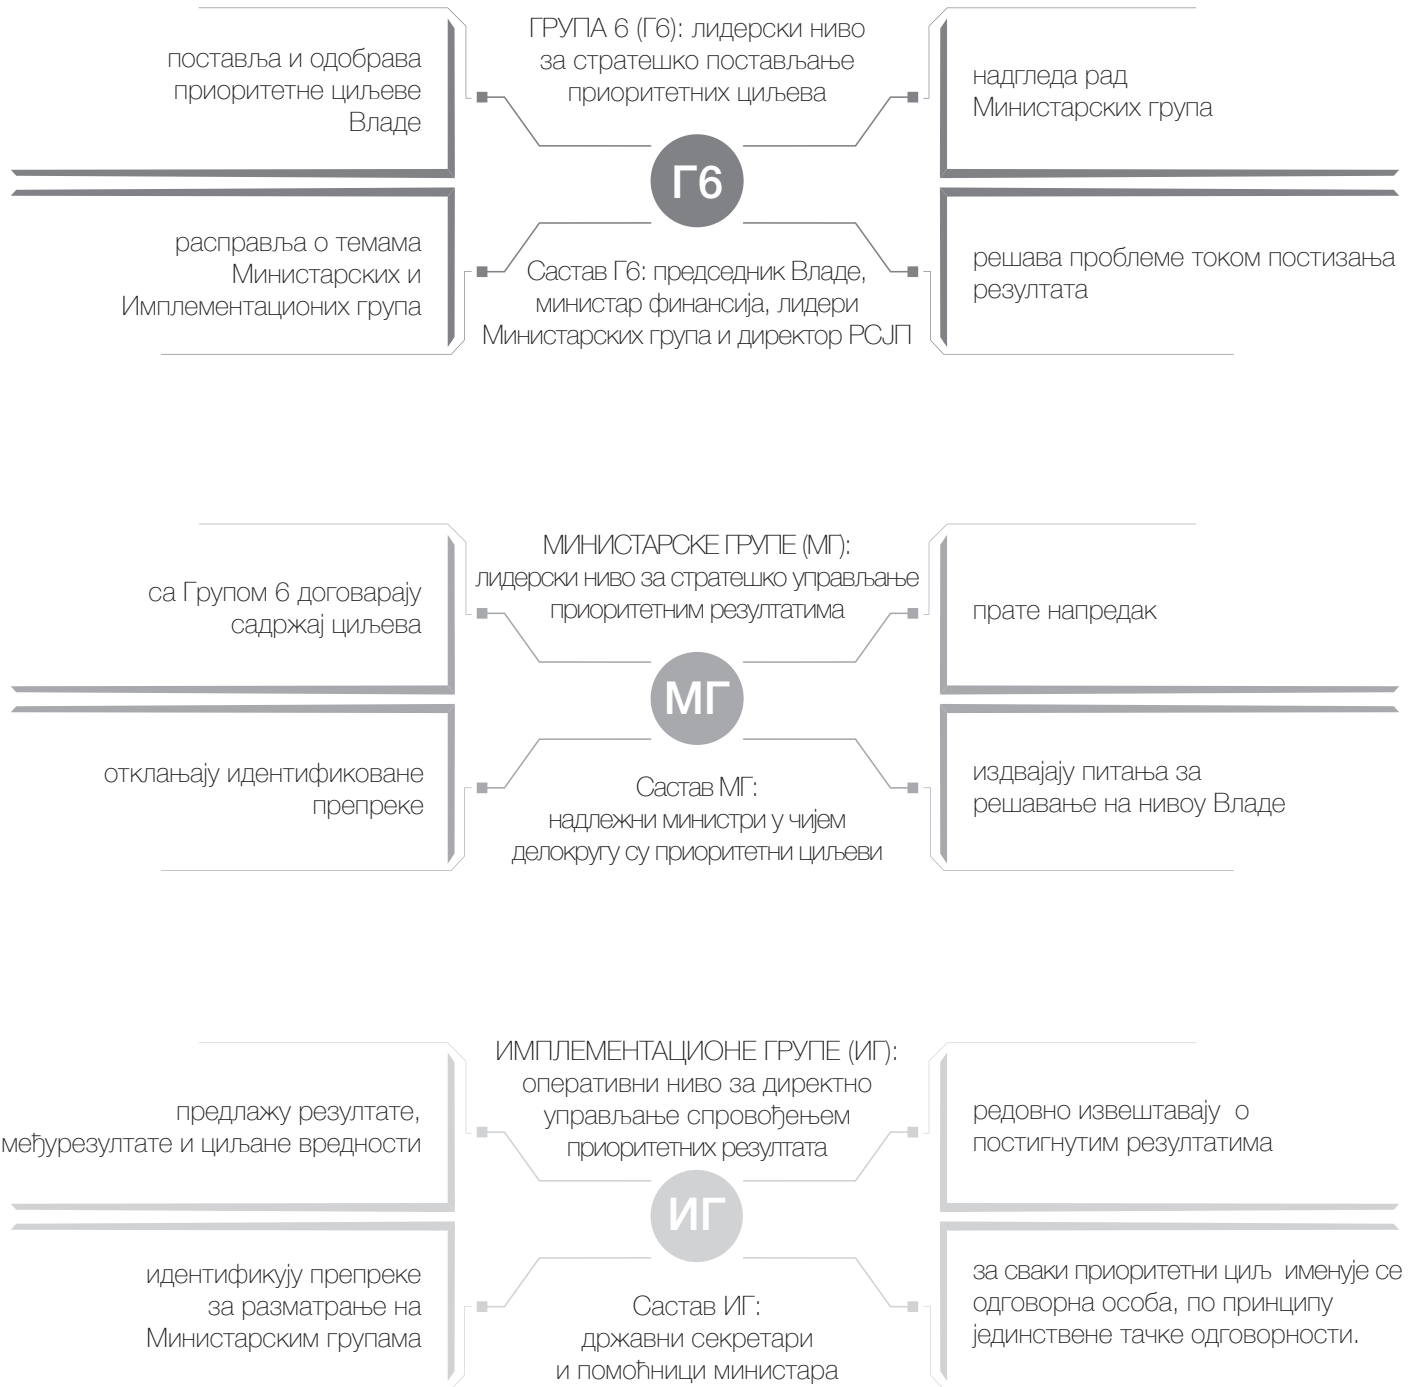 ГРУПА 6 (Г6): лидерски ниво
за стратешко постављање
приоритетних циљева
поставља и одобрава
приоритетне циљеве
Владе
надгледа рад
Министарских група
Г6
расправља о темама
Министарских и
Имплементационих група
Састав Г6: председник Владе,
министар финансија, лидери
Министарских група и директор РСЈП
решава проблеме током постизања
резултата
МИНИСТАРСКЕ ГРУПЕ (МГ):
лидерски ниво за стратешко управљање
приоритетним резултатима
са Групом 6 договарају
садржај циљева
прате напредак
МГ
отклањају идентификоване
препреке
Састав МГ:
надлежни министри у чијем
делокругу су приоритетни циљеви
издвајају питања за
решавање на нивоу Владе
ИМПЛЕМЕНТАЦИОНЕ ГРУПЕ (ИГ):
оперативни ниво за директно
управљање спровођењем
приоритетних резултата
предлажу резултате,
међурезултате и циљане вредности
редовно извештавају о
постигнутим резултатима
ИГ
идентификују препреке
за разматрање на
Министарским групама
Састав ИГ:
државни секретари
и помоћници министара
за сваки приоритетни циљ именује се
одговорна особа, по принципу
јединствене тачке одговорности.